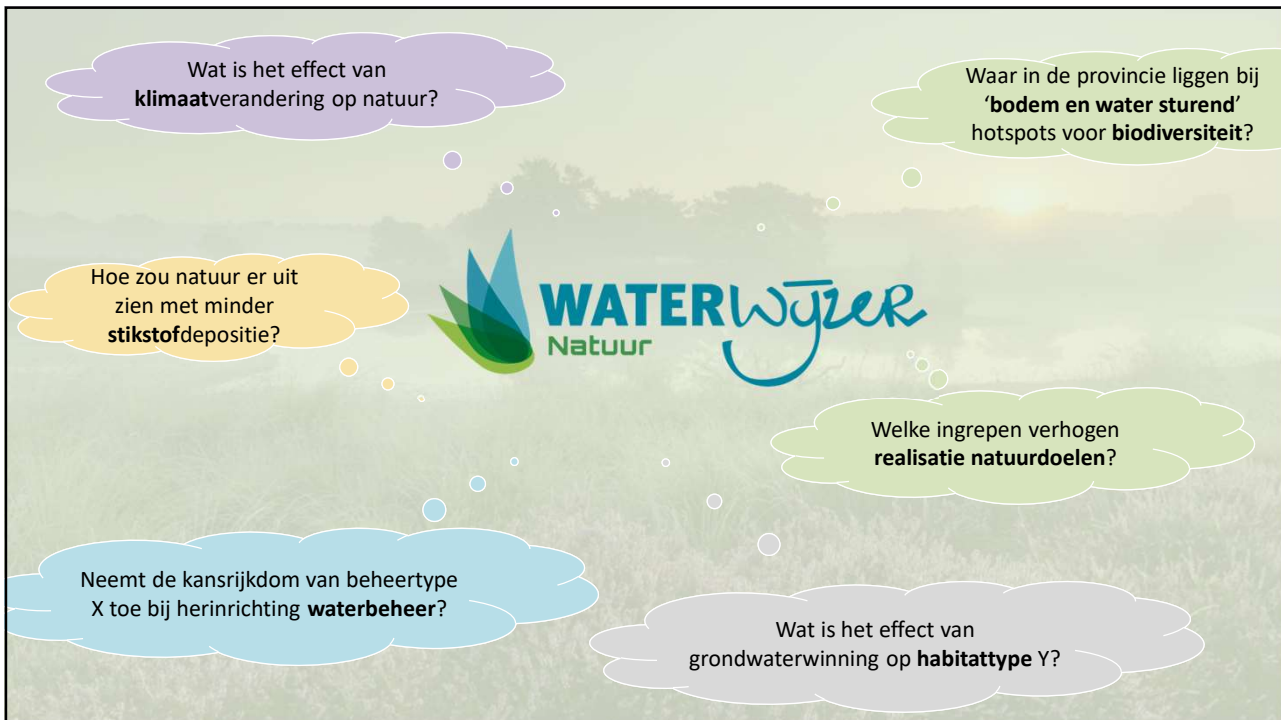 Wat is het effect van
klimaatverandering op natuur?
Waar in de provincie liggen bij
‘bodem en water sturend’
hotspots voor biodiversiteit?
Hoe zou natuur er uit
zien met minder
stikstofdepositie?
WATERWijzer
Natuur
Welke ingrepen verhogen
realisatie natuurdoelen?
Neemt de kansrijkdom van beheertype
X toe bij herinrichting waterbeheer?
Wat is het effect van
grondwaterwinning op habitattype Y?